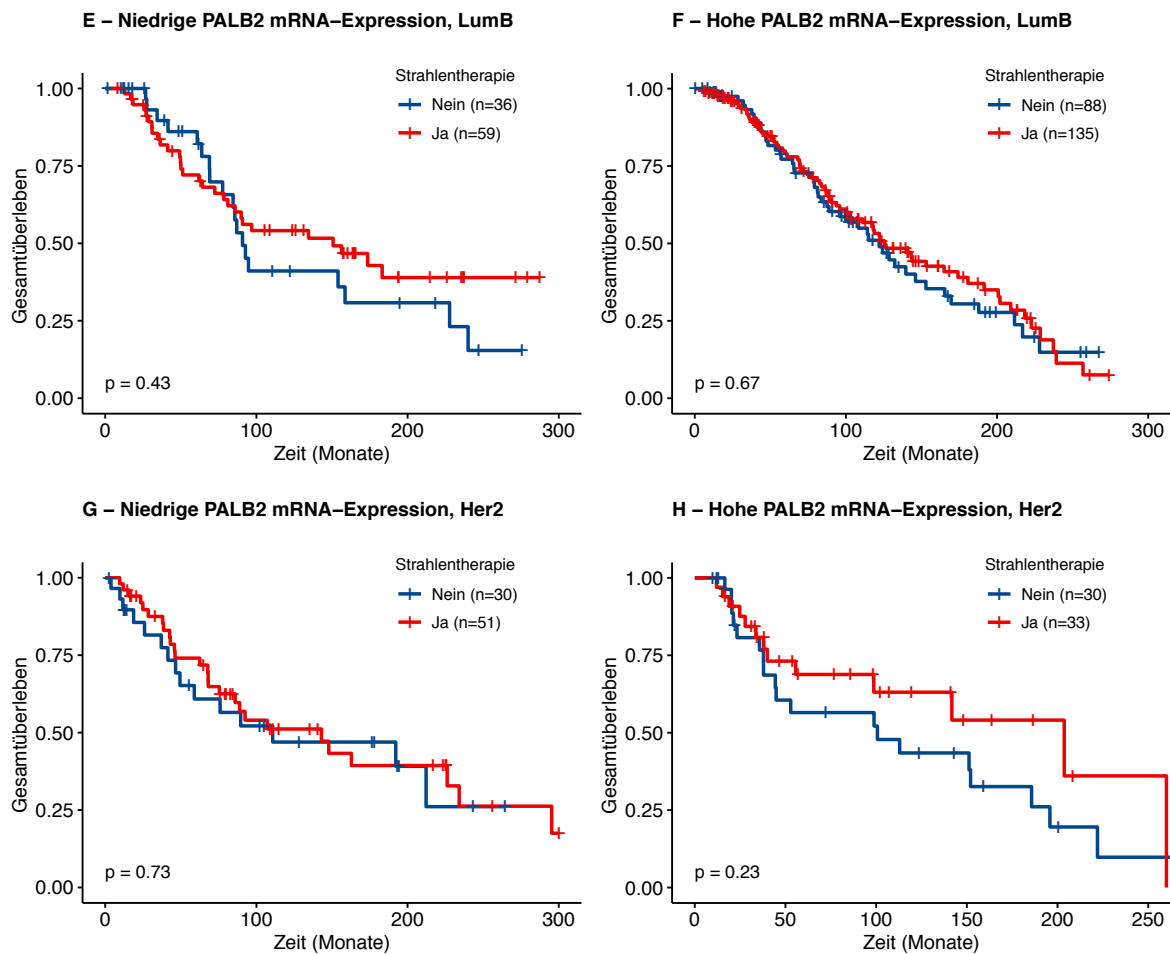 E – Niedrige PALB2 mRNA–Expression, LumB
Strahlentherapie
Nein (n=36)
Ja (n=59)
Gesamtüberleben
1.00
0.75
0.50
0.25
0.00
p = 0.43
0 100 200 300
Zeit (Monate)
F – Hohe PALB2 mRNA–Expression, LumB
Strahlentherapie
Nein (n=88)
Ja (n=135)
Gesamtüberleben
1.00
0.75
0.50
0.25
0.00
p = 0.67
0 100 200 300
Zeit (Monate)
G – Niedrige PALB2 mRNA–Expression, Her2
Strahlentherapie
Nein (n=30)
Ja (n=51)
Gesamtüberleben
1.00
0.75
0.50
0.25
0.00
p = 0.73
0 100 200 300
Zeit (Monate)
H – Hohe PALB2 mRNA–Expression, Her2
Strahlentherapie
Nein (n=30)
Ja (n=33)
Gesamtüberleben
1.00
0.75
0.50
0.25
0.00
p = 0.23
0 50 100 150 200 250
Zeit (Monate)